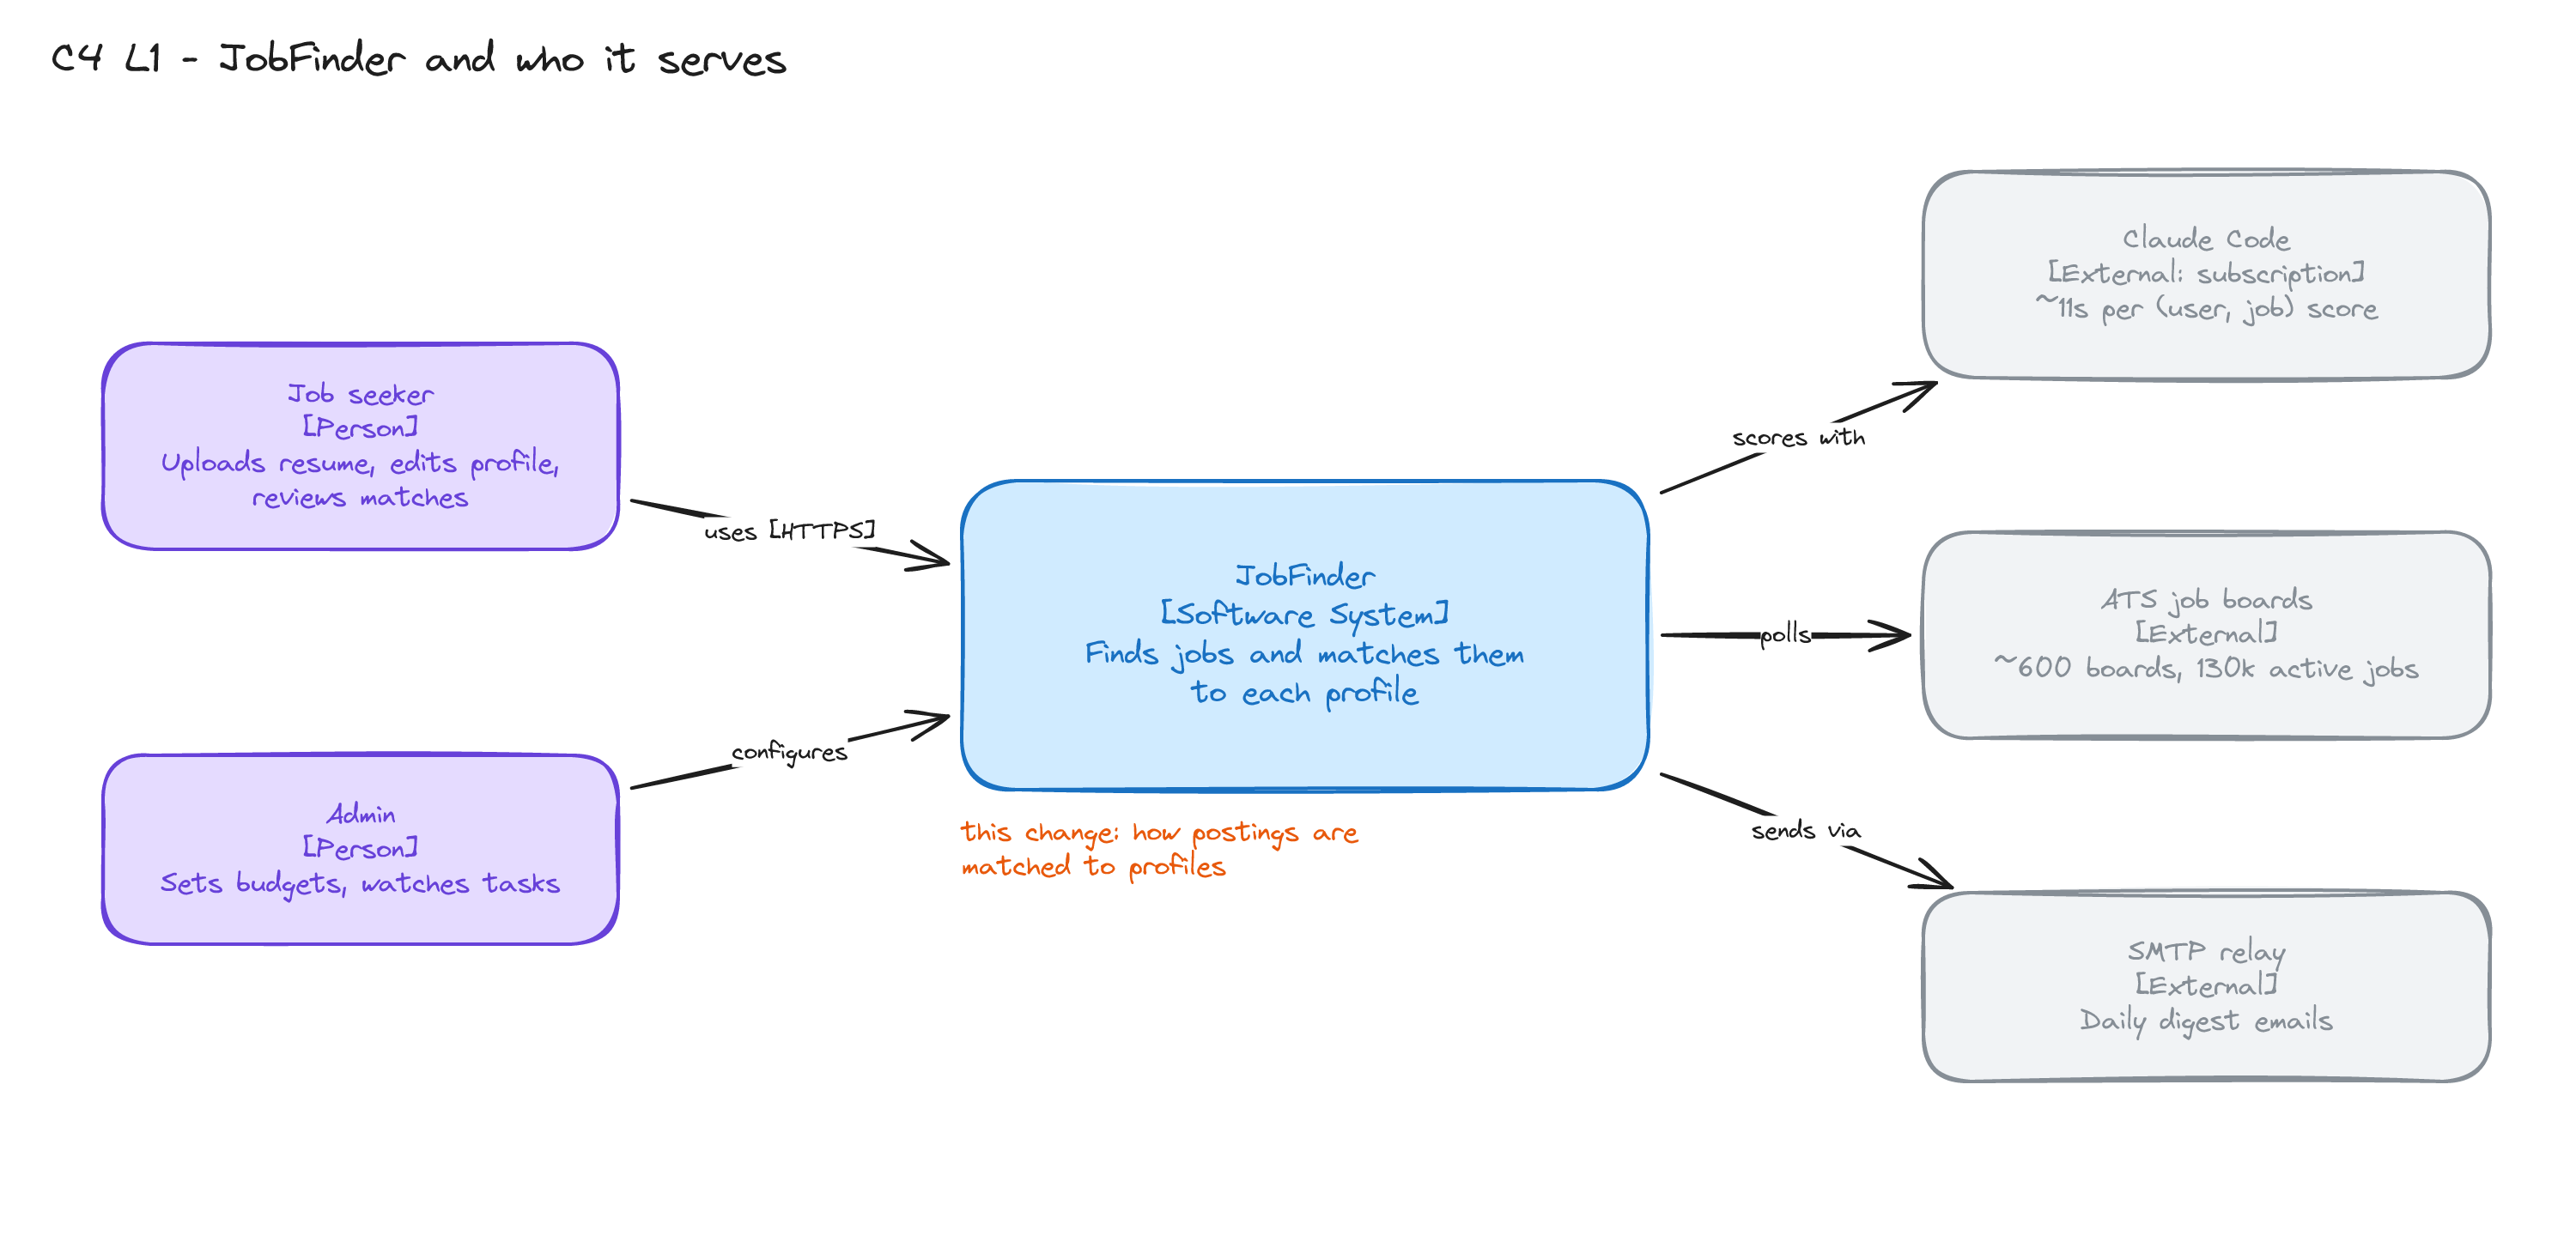 C4 L1 - JobFinder and who it serves
Job seeker
[Person]
Uploads resume, edits profile,
reviews matches
Admin
[Person]
Sets budgets, watches tasks
uses [HTTPS]
configures
JobFinder
[Software System]
Finds jobs and matches them
to each profile
this change: how postings are
matched to profiles
scores with
polls
sends via
Claude Code
[External: subscription]
~11s per (user, job) score
ATS job boards
[External]
~600 boards, 130k active jobs
SMTP relay
[External]
Daily digest emails